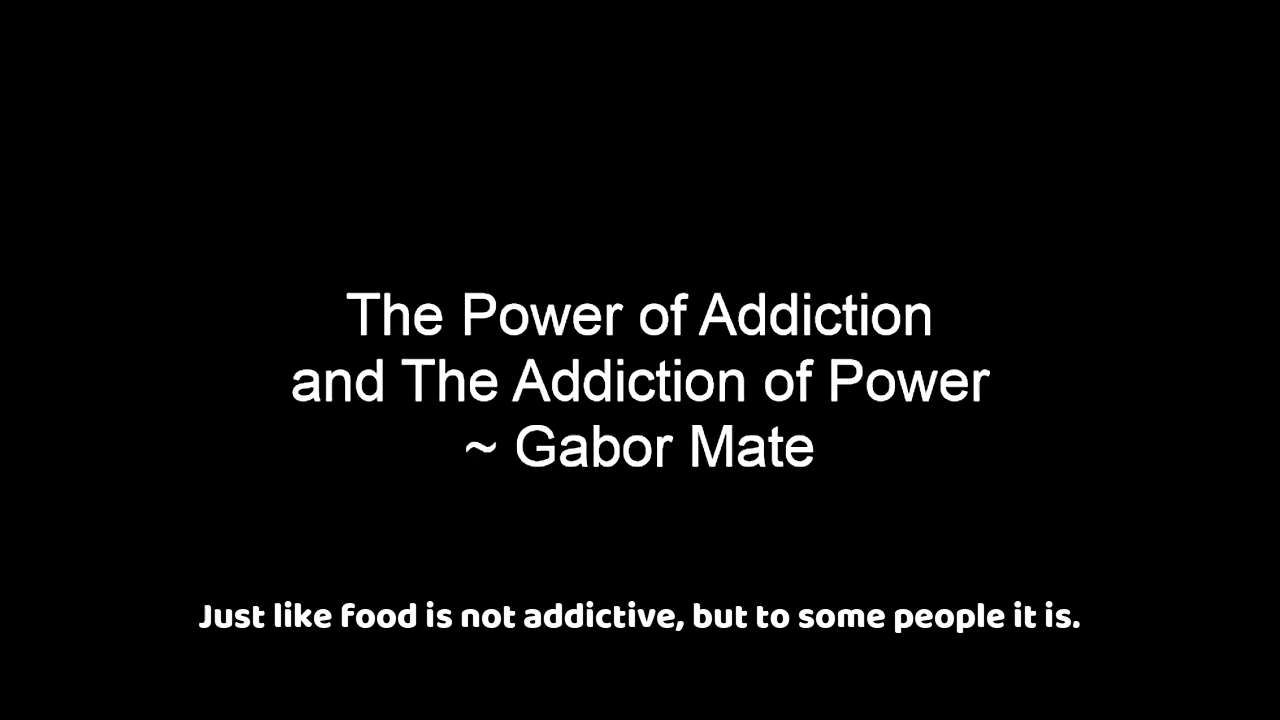 The Power of Addiction
and The Addiction of Power
~ Gabor Mate
Just like food is not addictive, but to some people it is.